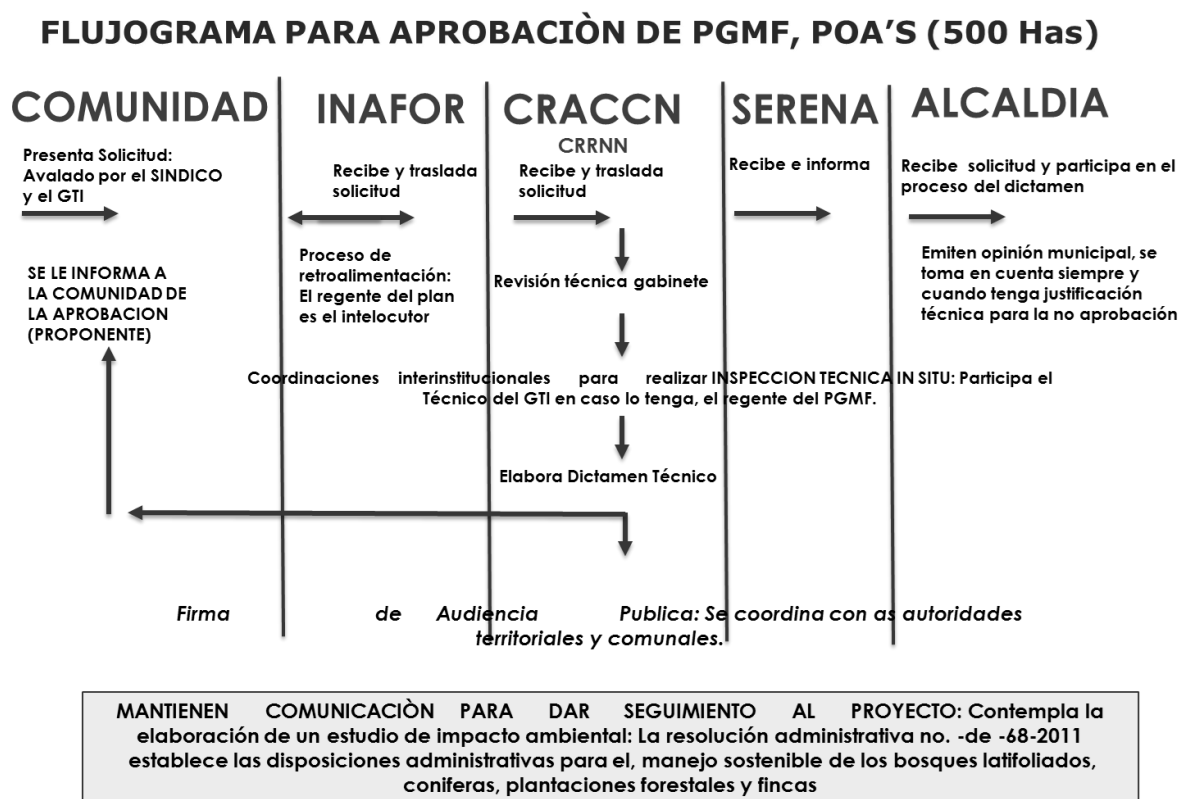 FLUJOGRAMA PARA APROBACIÒN DE PGMF, POA'S (500 Has)
COMUNIDAD
Presenta Solicitud:
Avalado por el SINDICO
y el GTI
SE LE INFORMA A
LA COMUNIDAD DE
LA APROBACION
(PROPONENTE)
INAFOR
Recibe y traslada
solicitud
Proceso de
retroalimentación:
El regente del plan
es el intelocutor
CRACCN
CRRNN
Recibe y traslada
solicitud
Revisión técnica gabinete
SERENA
Recibe e informa
ALCALDIA
Recibe solicitud y participa en el
proceso del dictamen
Emiten opinión municipal, se
toma en cuenta siempre y
cuando tenga justificación
técnica para la no aprobación
Coordinaciones interinstitucionales para realizar INSPECCION TECNICA IN SITU: Participa el
Técnico del GTI en caso lo tenga, el regente del PGMF.
Elabora Dictamen Técnico
Firma de Audiencia Publica: Se coordina con as autoridades
territoriales y comunales.
MANTIENEN COMUNICACIÒN PARA DAR SEGUIMIENTO AL PROYECTO: Contempla la
elaboración de un estudio de impacto ambiental: La resolución administrativa no. -de -68-2011
establece las disposiciones administrativas para el, manejo sostenible de los bosques latifoliados,
coniferas, plantaciones forestales y fincas